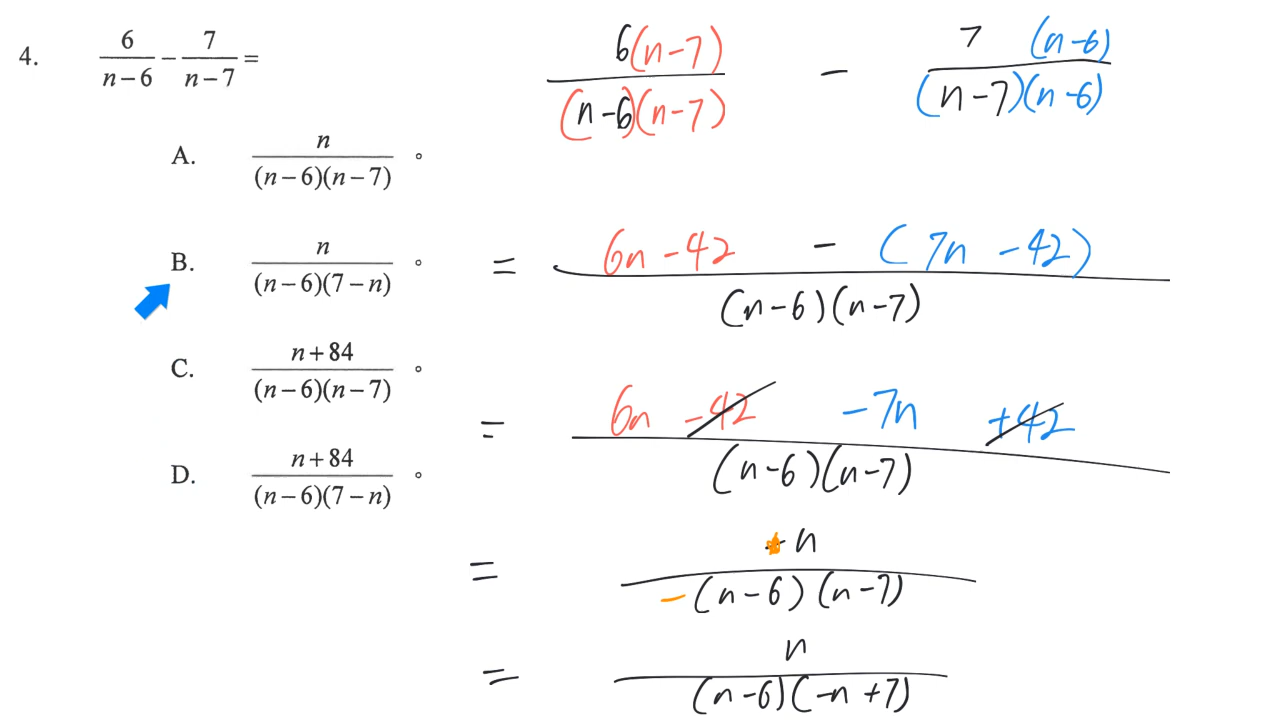 4. 6/(n−6) − 7/(n−7) =
A. n/((n−6)(n−7)) 。
B. n/((n−6)(7−n)) 。
C. n+84/((n−6)(n−7)) 。
D. n+84/((n−6)(7−n)) 。
6(n−7)/((n−6)(n−7)) − 7 (n−6)/((n−7)(n−6))
= 6n −42 − (7n −42)/((n−6)(n−7))
= 6n −42 −7n +42/((n−6)(n−7))
= n/(−(n−6)(n−7))
= n/((n−6)(−n+7))